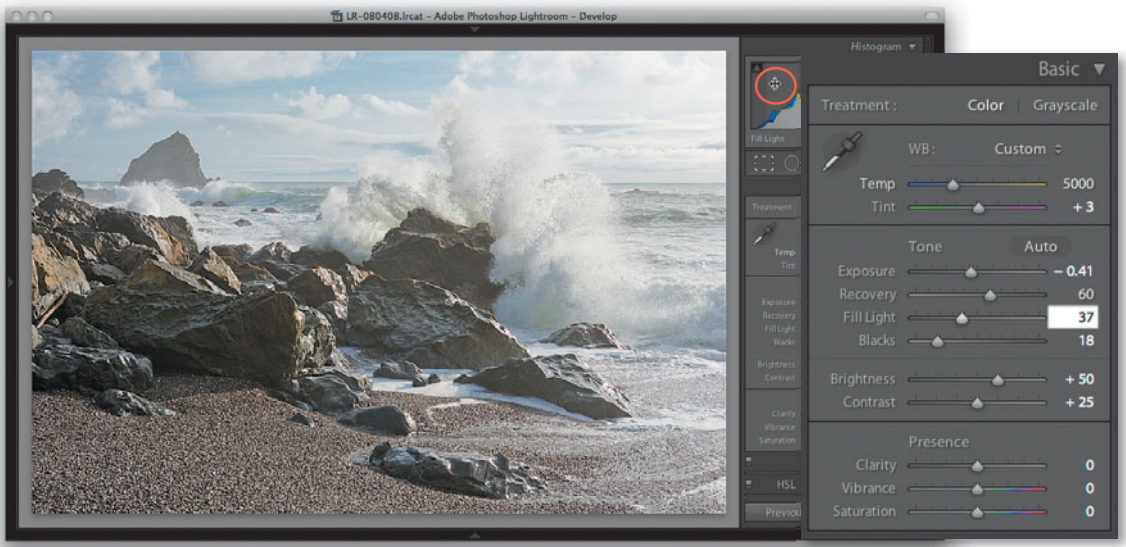 LR-080408.lrcat - Adobe Photoshop Lightroom - Develop
Histogram ▼
Fill Light
Treatment :
Temp
Tint
Exposure
Recovery
Fill Light
Blacks
Brightness
Contrast
Clarity
Vibrance
Saturation
HSL
Previou
Basic ▼
Treatment : Color | Grayscale
WB : Custom
Temp 5000
Tint + 3
Tone Auto
Exposure – 0.41
Recovery 60
Fill Light 37
Blacks 18
Brightness + 50
Contrast + 25
Presence
Clarity 0
Vibrance 0
Saturation 0